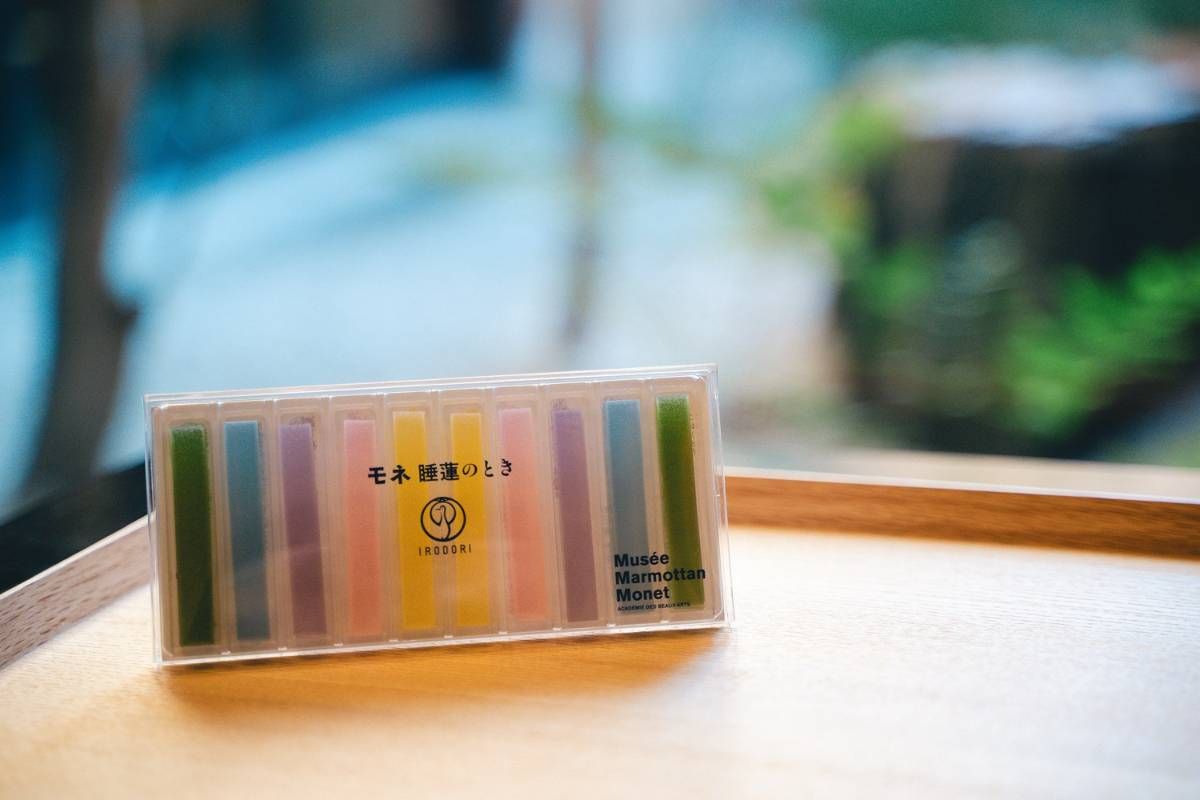 モネ 睡蓮のとき
IRODORI
Musée
Marmottan
Monet
ACADÉMIE DES BEAUX-ARTS